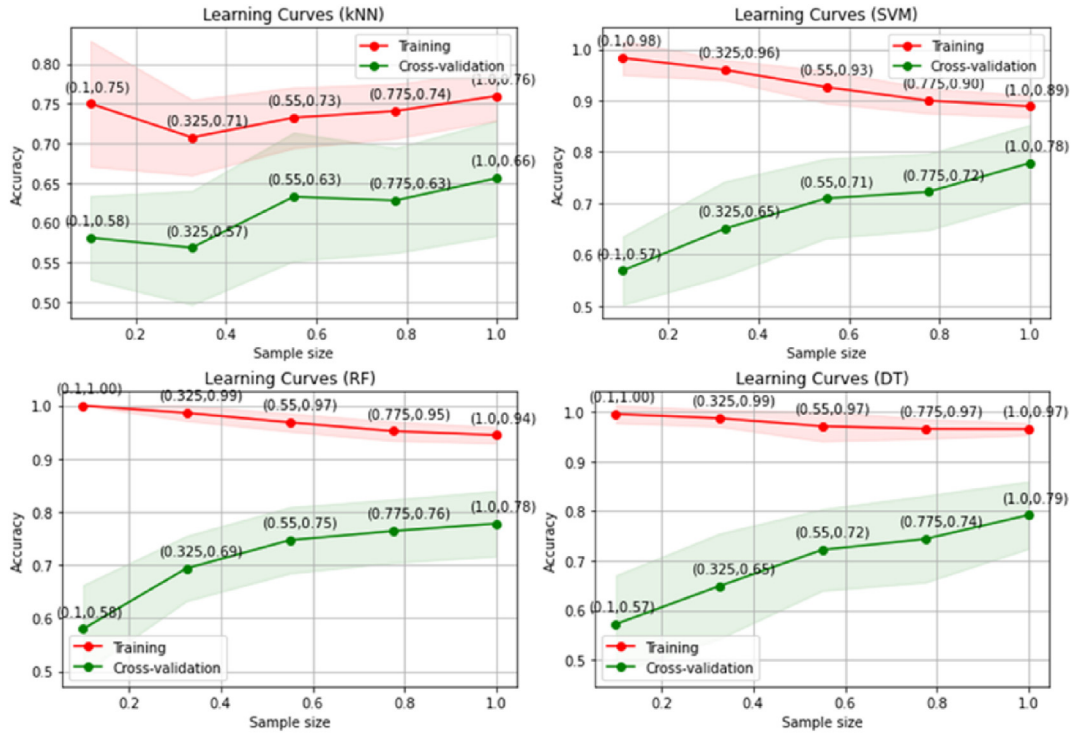 Learning Curves (kNN)
Training
Cross-validation
(0.1,0.75)
(0.325,0.71)
(0.55,0.73)
(0.775,0.74)
(1.0,0.76)
(0.1,0.58)
(0.325,0.57)
(0.55,0.63)
(0.775,0.63)
(1.0,0.66)
0.80
0.75
0.70
0.65
0.60
0.55
0.50
Accuracy
0.2 0.4 0.6 0.8 1.0
Sample size
Learning Curves (SVM)
Training
Cross-validation
(0.1,0.98)
(0.325,0.96)
(0.55,0.93)
(0.775,0.90)
(1.0,0.89)
(0.1,0.57)
(0.325,0.65)
(0.55,0.71)
(0.775,0.72)
(1.0,0.78)
1.0
0.9
0.8
0.7
0.6
0.5
Accuracy
0.2 0.4 0.6 0.8 1.0
Sample size
Learning Curves (RF)
(0.1,1.00)
(0.325,0.99)
(0.55,0.97)
(0.775,0.95)
(1.0,0.94)
(0.1,0.58)
(0.325,0.69)
(0.55,0.75)
(0.775,0.76)
(1.0,0.78)
Training
Cross-validation
1.0
0.9
0.8
0.7
0.6
0.5
Accuracy
0.2 0.4 0.6 0.8 1.0
Sample size
Learning Curves (DT)
(0.1,1.00)
(0.325,0.99)
(0.55,0.97)
(0.775,0.97)
(1.0,0.97)
(0.1,0.57)
(0.325,0.65)
(0.55,0.72)
(0.775,0.74)
(1.0,0.79)
Training
Cross-validation
1.0
0.9
0.8
0.7
0.6
0.5
Accuracy
0.2 0.4 0.6 0.8 1.0
Sample size